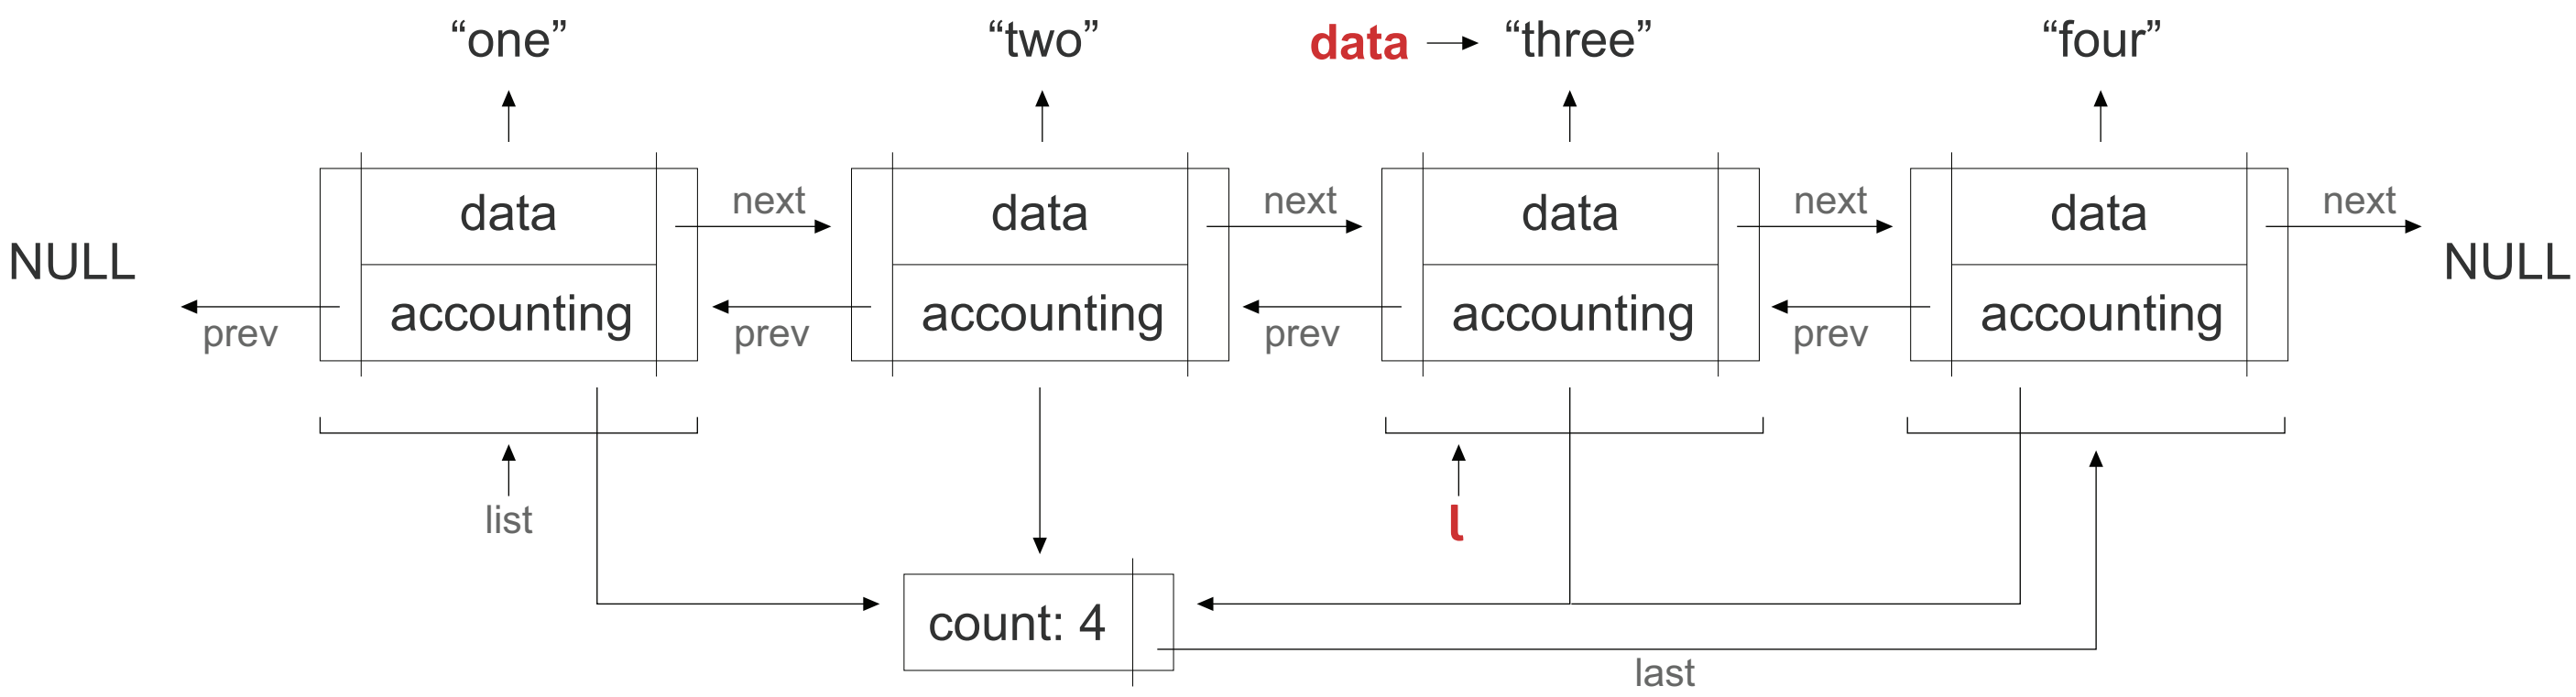 “one”
“two”
data
“three”
“four”
data
next
data
next
data
next
data
next
NULL
NULL
accounting
accounting
accounting
accounting
prev
prev
prev
prev
list
l
count: 4
last